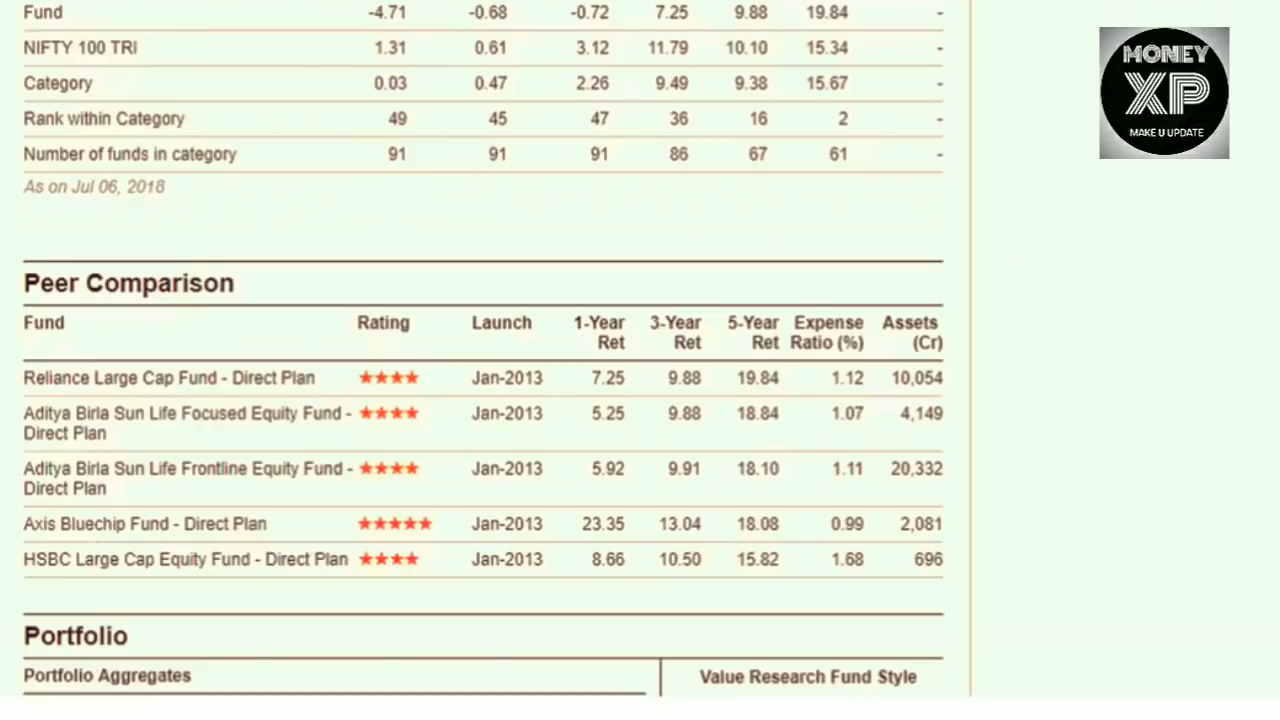 Fund -4.71 -0.68 -0.72 7.25 9.88 19.84 -
NIFTY 100 TRI 1.31 0.61 3.12 11.79 10.10 15.34 -
Category 0.03 0.47 2.26 9.49 9.38 15.67 -
Rank within Category 49 45 47 36 16 2 -
Number of funds in category 91 91 91 86 67 61 -
As on Jul 06, 2018
MONEY
XP
MAKE U UPDATE
Peer Comparison
Fund Rating Launch 1-Year 3-Year 5-Year Expense Assets
Ret Ret Ret Ratio (%) (Cr)
Reliance Large Cap Fund - Direct Plan ★★★★ Jan-2013 7.25 9.88 19.84 1.12 10,054
Aditya Birla Sun Life Focused Equity Fund - ★★★★ Jan-2013 5.25 9.88 18.84 1.07 4,149
Direct Plan
Aditya Birla Sun Life Frontline Equity Fund - ★★★★ Jan-2013 5.92 9.91 18.10 1.11 20,332
Direct Plan
Axis Bluechip Fund - Direct Plan ★★★★★ Jan-2013 23.35 13.04 18.08 0.99 2,081
HSBC Large Cap Equity Fund - Direct Plan ★★★★ Jan-2013 8.66 10.50 15.82 1.68 696
Portfolio
Portfolio Aggregates Value Research Fund Style